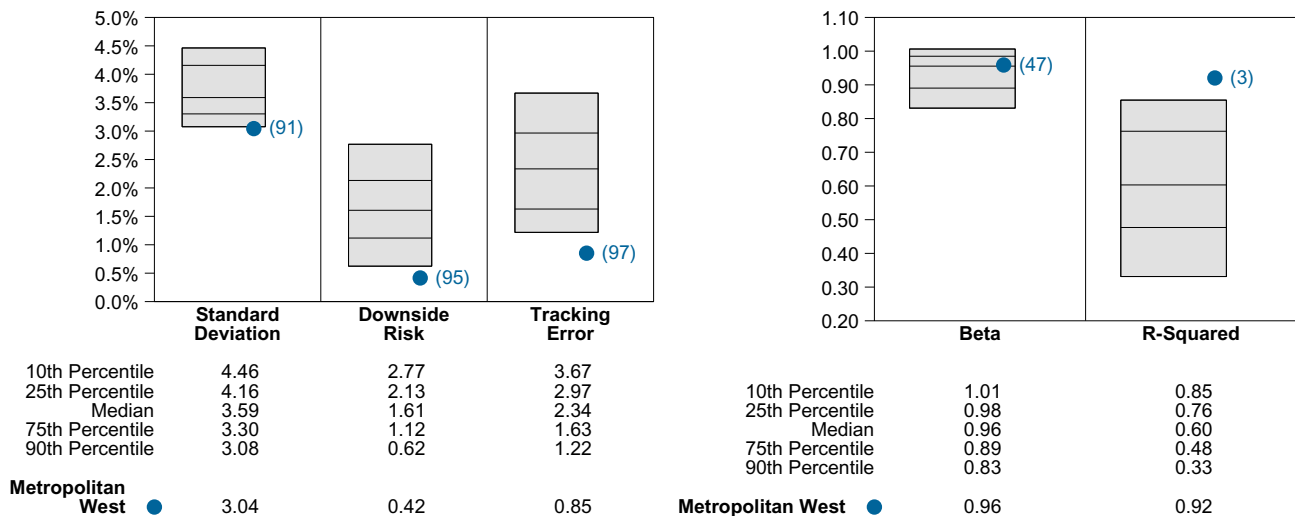 5.0%
4.5%
4.0%
3.5%
3.0%
2.5%
2.0%
1.5%
1.0%
0.5%
0.0%
(91)
(95)
(97)
Standard Deviation
Downside Risk
Tracking Error
10th Percentile 4.46 2.77 3.67
25th Percentile 4.16 2.13 2.97
Median 3.59 1.61 2.34
75th Percentile 3.30 1.12 1.63
90th Percentile 3.08 0.62 1.22
Metropolitan
West 3.04 0.42 0.85
1.10
1.00
0.90
0.80
0.70
0.60
0.50
0.40
0.30
0.20
(47)
(3)
Beta
R-Squared
10th Percentile 1.01 0.85
25th Percentile 0.98 0.76
Median 0.96 0.60
75th Percentile 0.89 0.48
90th Percentile 0.83 0.33
Metropolitan West 0.96 0.92